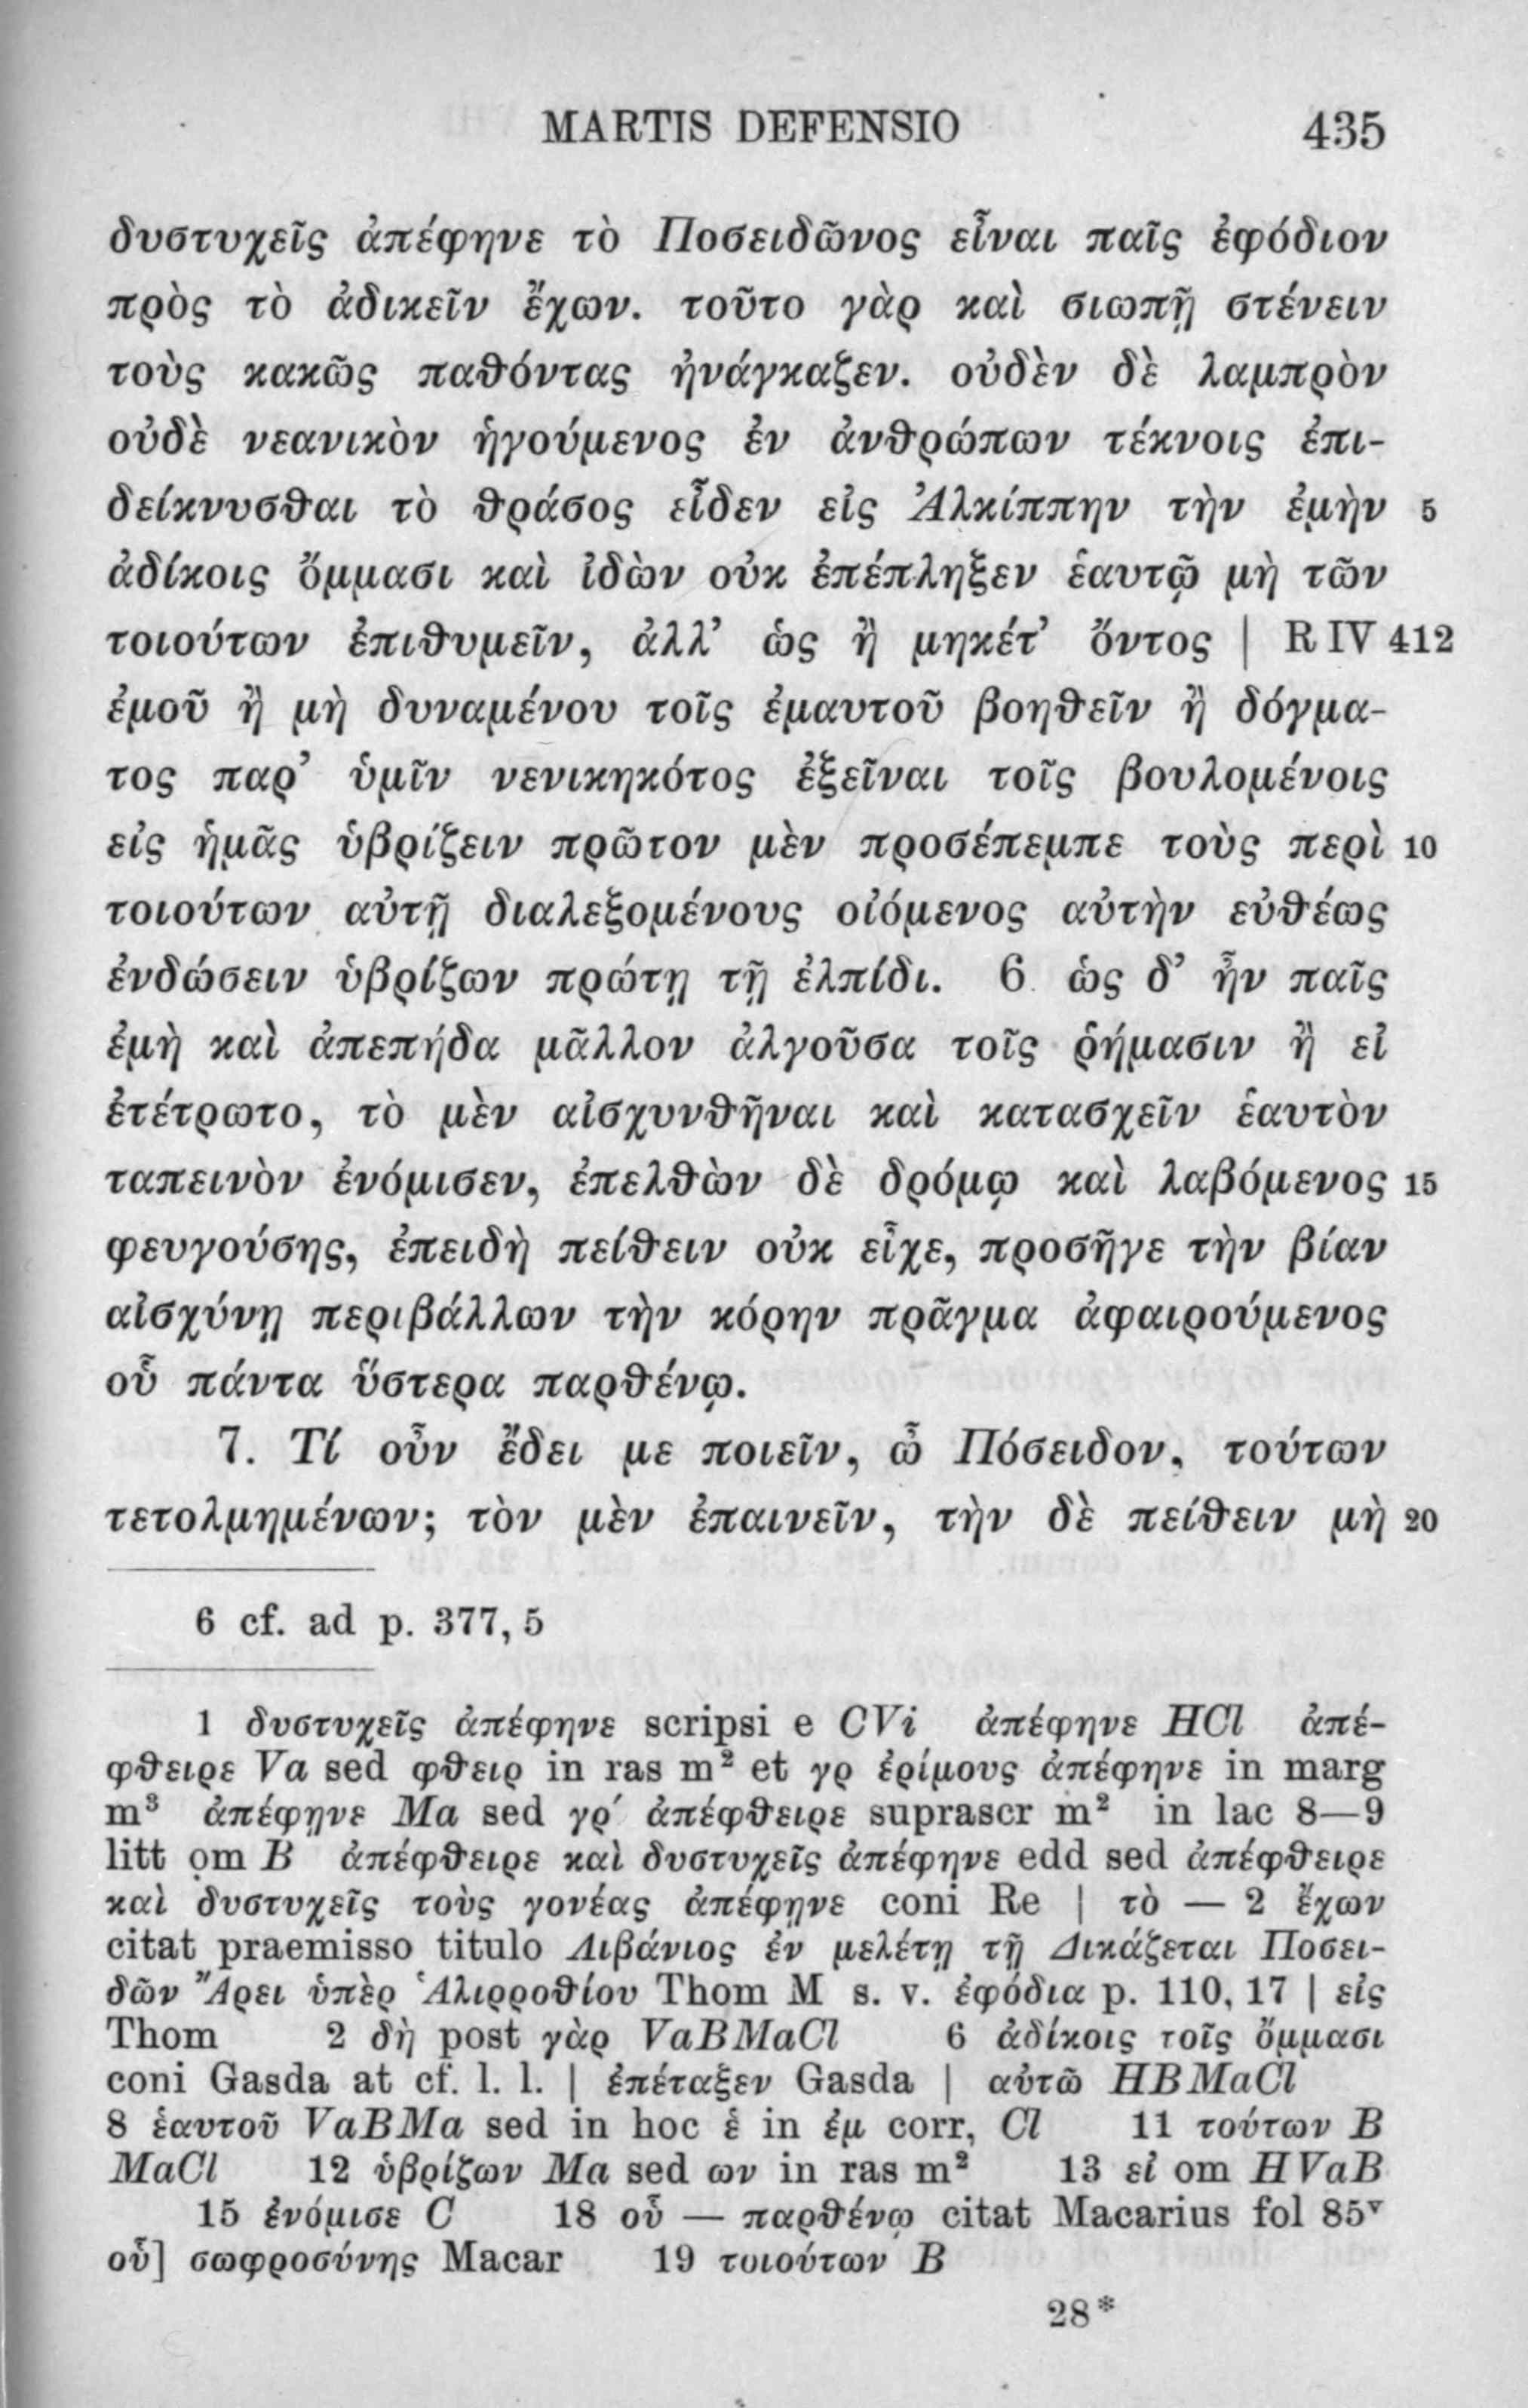 MARTIS DEFENSIO 435
δυστυχεῖς ἀπέφηνε τὸ Ποσειδῶνος εἶναι παῖς ἐφόδιον
πρὸς τὸ ἀδικεῖν ἔχων. τοῦτο γὰρ καὶ σιωπῇ στένειν
τοὺς κακῶς παθόντας ἠνάγκαζεν. οὐδὲν δὲ λαμπρὸν
οὐδὲ νεανικὸν ἡγούμενος ἐν ἀνθρώπων τέκνοις ἐπι-
δείκνυσθαι τὸ θράσος εἶδεν εἰς Ἀλκίππην τὴν ἐμὴν 5
ἀδίκοις ὄμμασι καὶ ἰδὼν οὐκ ἐπέπληξεν ἑαυτῷ μὴ τῶν
τοιούτων ἐπιθυμεῖν, ἀλλ’ ὡς ἢ μηκέτ’ ὄντος | R IV 412
ἐμοῦ ἢ μὴ δυναμένου τοῖς ἐμαυτοῦ βοηθεῖν ἢ δόγμα-
τος παρ’ ὑμῖν νενικηκότος ἐξεῖναι τοῖς βουλομένοις
εἰς ἡμᾶς ὑβρίζειν πρῶτον μὲν προσέπεμπε τοὺς περὶ 10
τοιούτων αὐτῇ διαλεξομένους οἰόμενος αὐτὴν εὐθέως
ἐνδώσειν ὑβρίζων πρώτῃ τῇ ἐλπίδι. 6 ὡς δ’ ἦν παῖς
ἐμὴ καὶ ἀπεπήδα μᾶλλον ἀλγοῦσα τοῖς ῥήμασιν ἢ εἰ
ἐτέτρωτο, τὸ μὲν αἰσχυνθῆναι καὶ κατασχεῖν ἑαυτὸν
ταπεινὸν ἐνόμισεν, ἐπελθὼν δὲ δρόμῳ καὶ λαβόμενος 15
φευγούσης, ἐπειδὴ πείθειν οὐκ εἶχε, προσῆγε τὴν βίαν
αἰσχύνῃ περιβάλλων τὴν κόρην πρᾶγμα ἀφαιρούμενος
οὗ πάντα ὕστερα παρθένῳ.
7. Τί οὖν ἔδει με ποιεῖν, ὦ Πόσειδον, τούτων
τετολμημένων; τὸν μὲν ἐπαινεῖν, τὴν δὲ πείθειν μὴ 20
6 cf. ad p. 377, 5
1 δυστυχεῖς ἀπέφηνε scripsi e CVi ἀπέφηνε HCl ἀπέ-
φθειρε Va sed φθειρ in ras m² et γρ ἐρίμους ἀπέφηνε in marg
m³ ἀπέφηνε Ma sed γρ´ ἀπέφθειρε suprascr m² in lac 8—9
litt om B ἀπέφθειρε καὶ δυστυχεῖς ἀπέφηνε edd sed ἀπέφθειρε
καὶ δυστυχεῖς τοὺς γονέας ἀπέφηνε coni Re | τὸ — 2 ἔχων
citat praemisso titulo Λιβάνιος ἐν μελέτῃ τῇ Δικάζεται Ποσει-
δῶν Ἄρει ὑπὲρ Ἁλιρροθίου Thom M s. v. ἐφόδια p. 110, 17 | εἰς
Thom 2 δὴ post γὰρ VaBMaCl 6 ἀδίκοις τοῖς ὄμμασι
coni Gasda at cf. l. l. | ἐπέταξεν Gasda | αὑτῶ HBMaCl
8 ἑαυτοῦ VaBMa sed in hoc ἑ in ἐμ corr, Cl 11 τούτων B
MaCl 12 ὑβρίζων Ma sed ων in ras m² 13 εἰ om HVaB
15 ἐνόμισε C 18 οὗ — παρθένῳ citat Macarius fol 85ᵛ
οὗ] σωφροσύνης Macar 19 τοιούτων B
28*